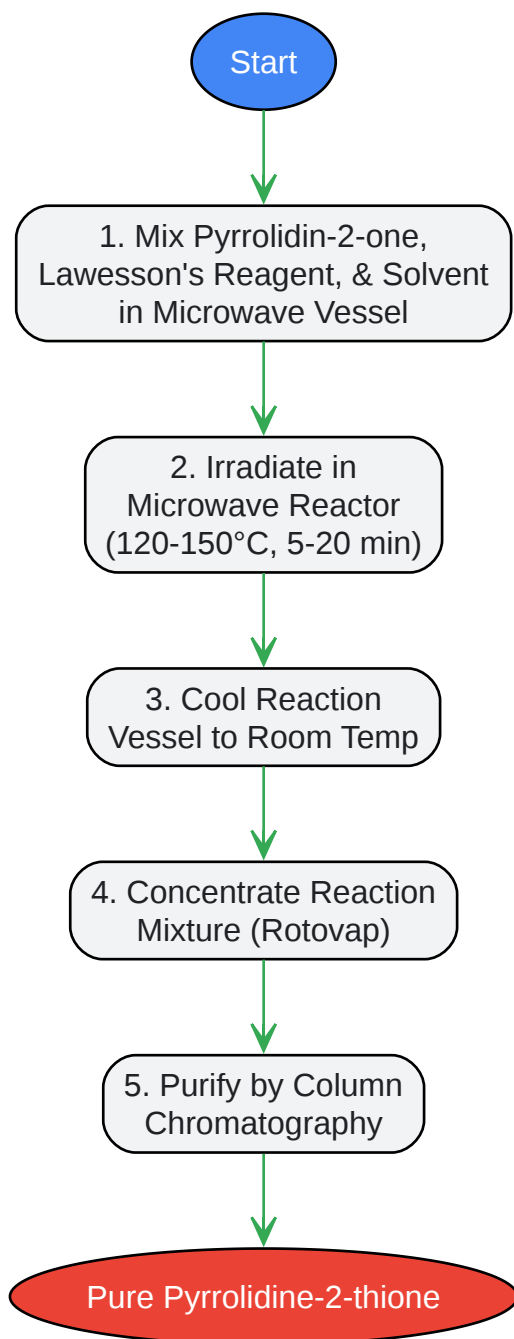 Start
1. Mix Pyrrolidin-2-one,
Lawesson's Reagent, & Solvent
in Microwave Vessel
2. Irradiate in
Microwave Reactor
(120-150°C, 5-20 min)
3. Cool Reaction
Vessel to Room Temp
4. Concentrate Reaction
Mixture (Rotovap)
5. Purify by Column
Chromatography
Pure Pyrrolidine-2-thione